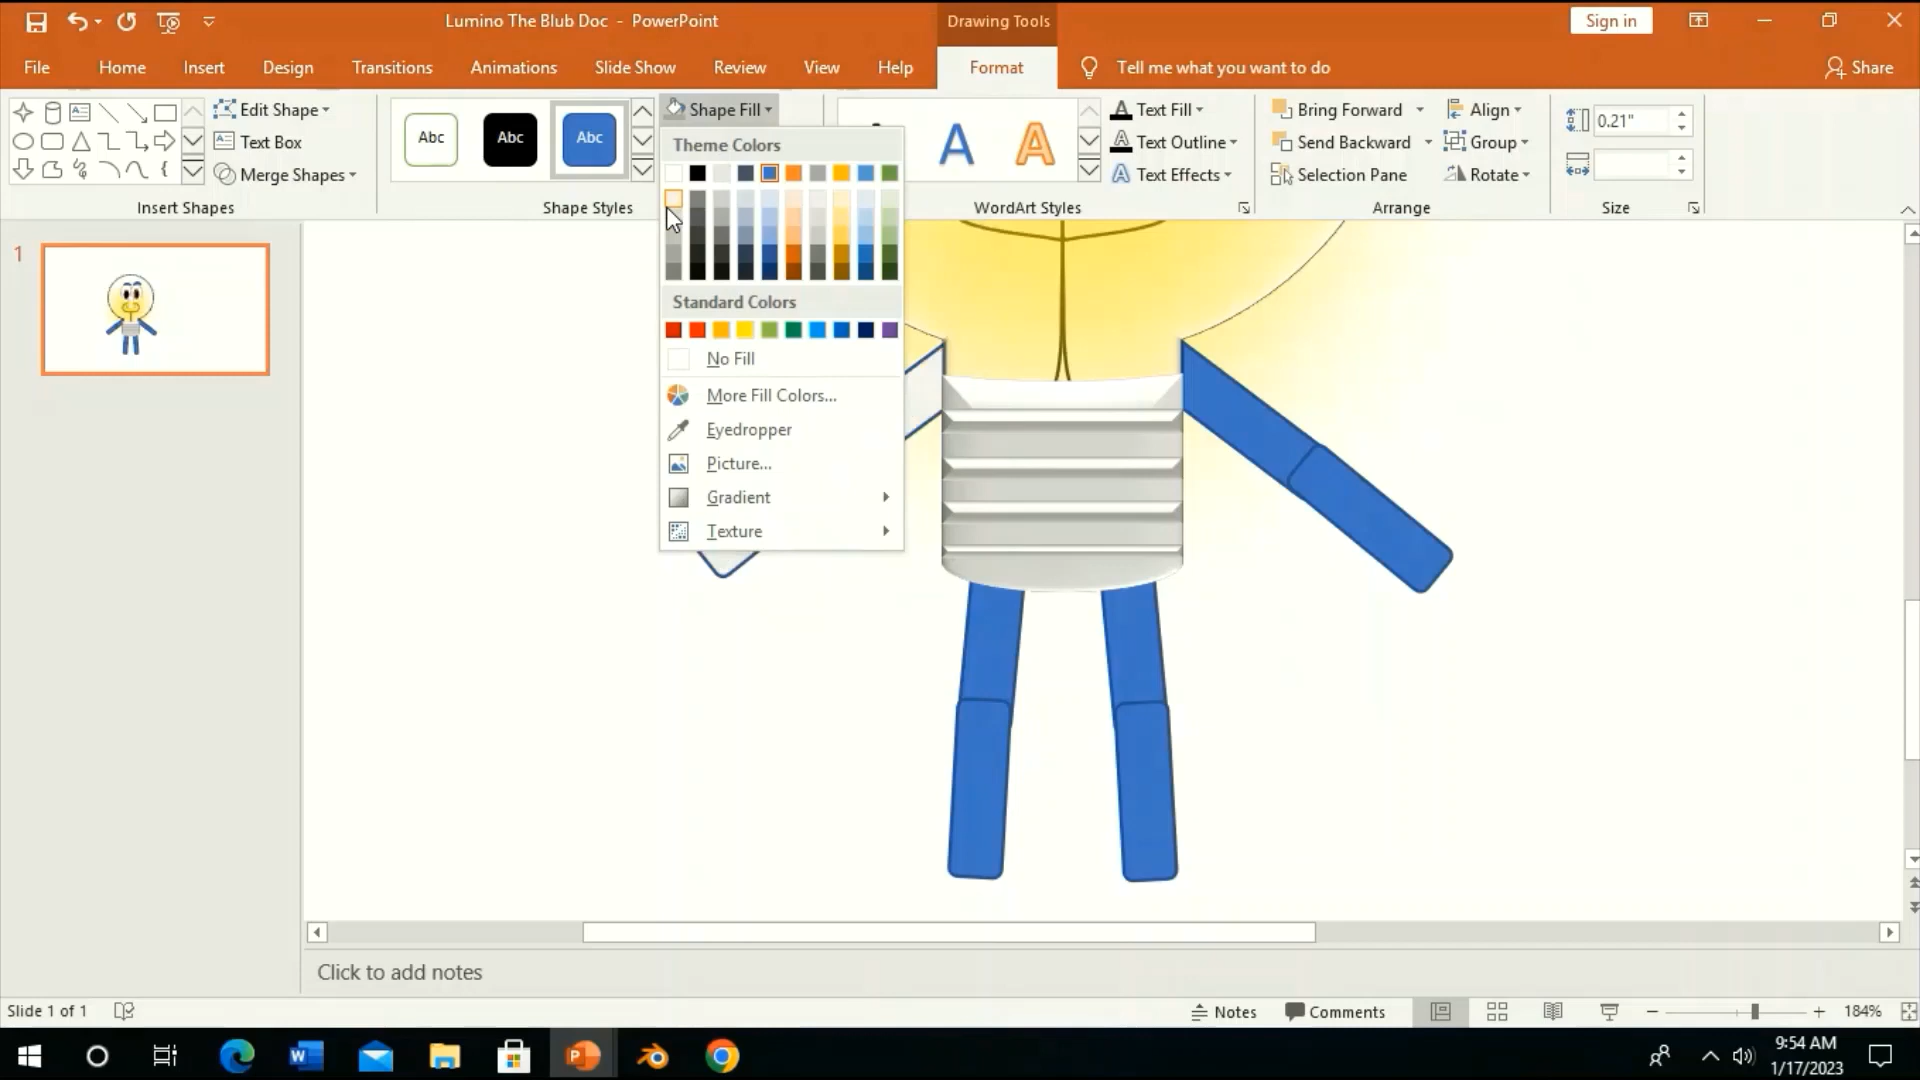 Lumino The Blub Doc - PowerPoint
Drawing Tools
Sign in
File
Home
Insert
Design
Transitions
Animations
Slide Show
Review
View
Help
Format
Tell me what you want to do
Share
Edit Shape
Text Box
Merge Shapes
Insert Shapes
Abc
Abc
Abc
Shape Styles
Shape Fill
Theme Colors
Standard Colors
No Fill
More Fill Colors...
Eyedropper
Picture...
Gradient
Texture
A
A
Text Fill
Text Outline
Text Effects
WordArt Styles
Bring Forward
Send Backward
Selection Pane
Align
Group
Rotate
Arrange
0.21"
Size
1
Click to add notes
Slide 1 of 1
Notes
Comments
184%
9:54 AM
1/17/2023